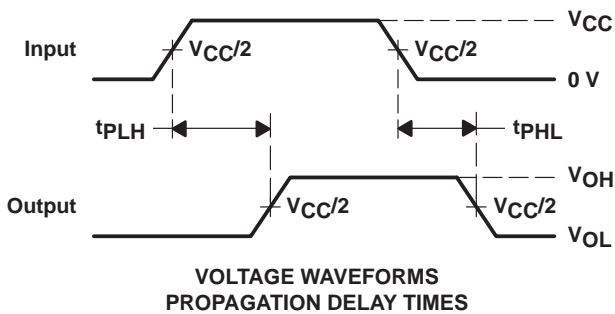 VCC
Input
VCC/2
VCC/2
0 V
tPLH
tPHL
VOH
Output
VCC/2
VCC/2
VOL
VOLTAGE WAVEFORMS
PROPAGATION DELAY TIMES